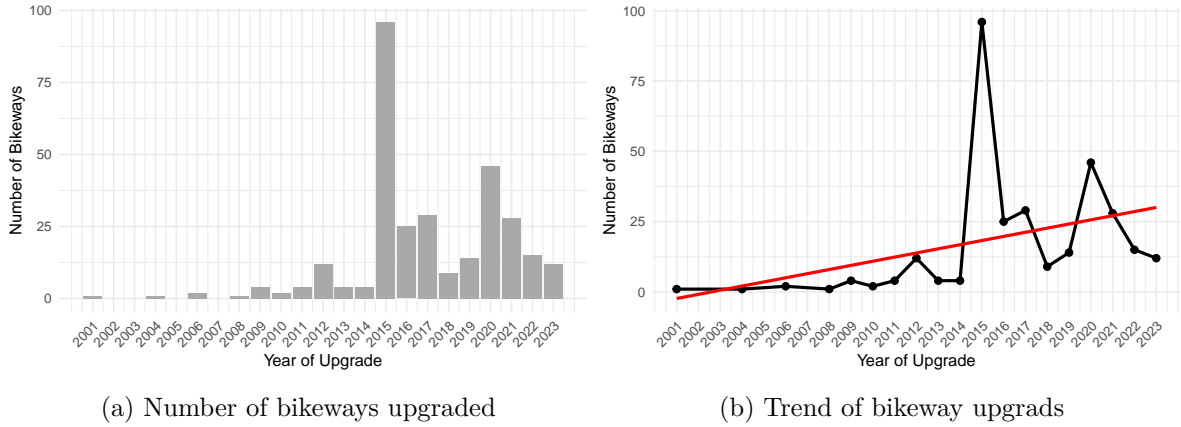 100
75
50
25
0
Number of Bikeways
2001 2002 2003 2004 2005 2006 2007 2008 2009 2010 2011 2012 2013 2014 2015 2016 2017 2018 2019 2020 2021 2022 2023
Year of Upgrade
(a) Number of bikeways upgraded
100
75
50
25
0
Number of Bikeways
2001 2002 2003 2004 2005 2006 2007 2008 2009 2010 2011 2012 2013 2014 2015 2016 2017 2018 2019 2020 2021 2022 2023
Year of Upgrade
(b) Trend of bikeway upgrads